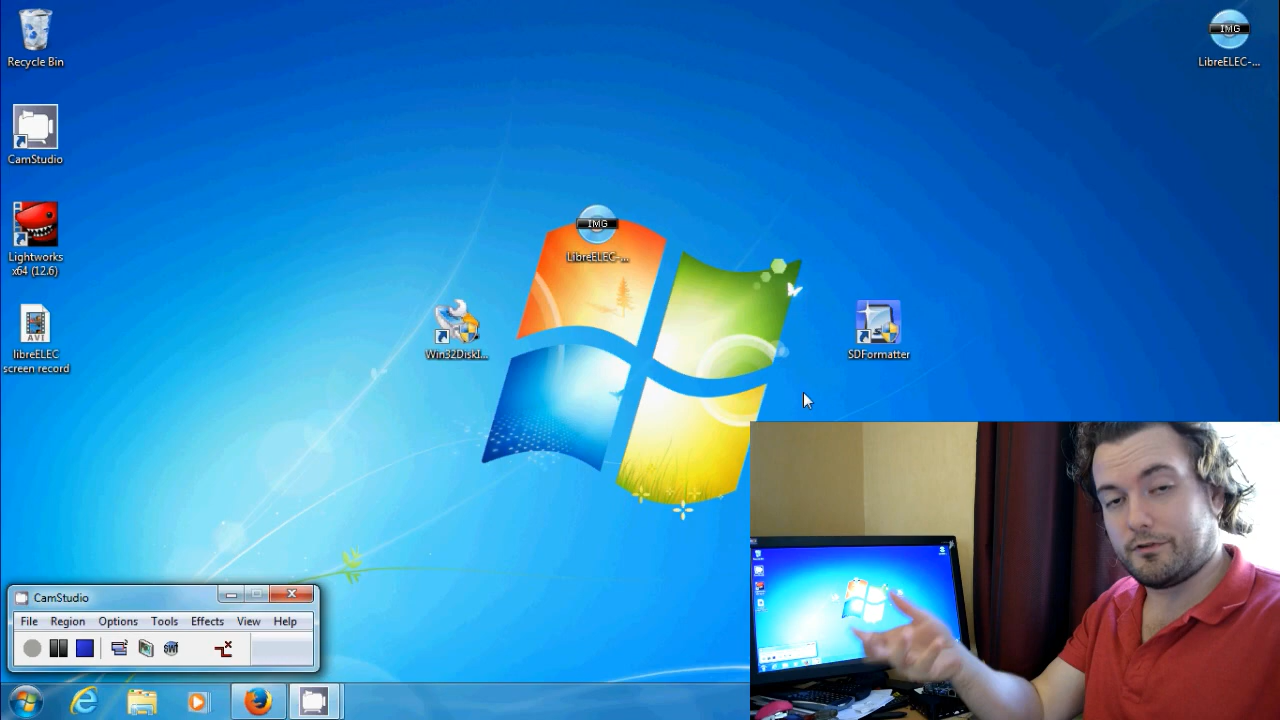 Recycle Bin
IMG
LibreELEC-...
CamStudio
Lightworks
x64 (12.6)
IMG
LibreELEC-...
AVI
libreELEC
screen record
Win32DiskI...
SDFormatter
CamStudio
File Region Options Tools Effects View Help
SWF